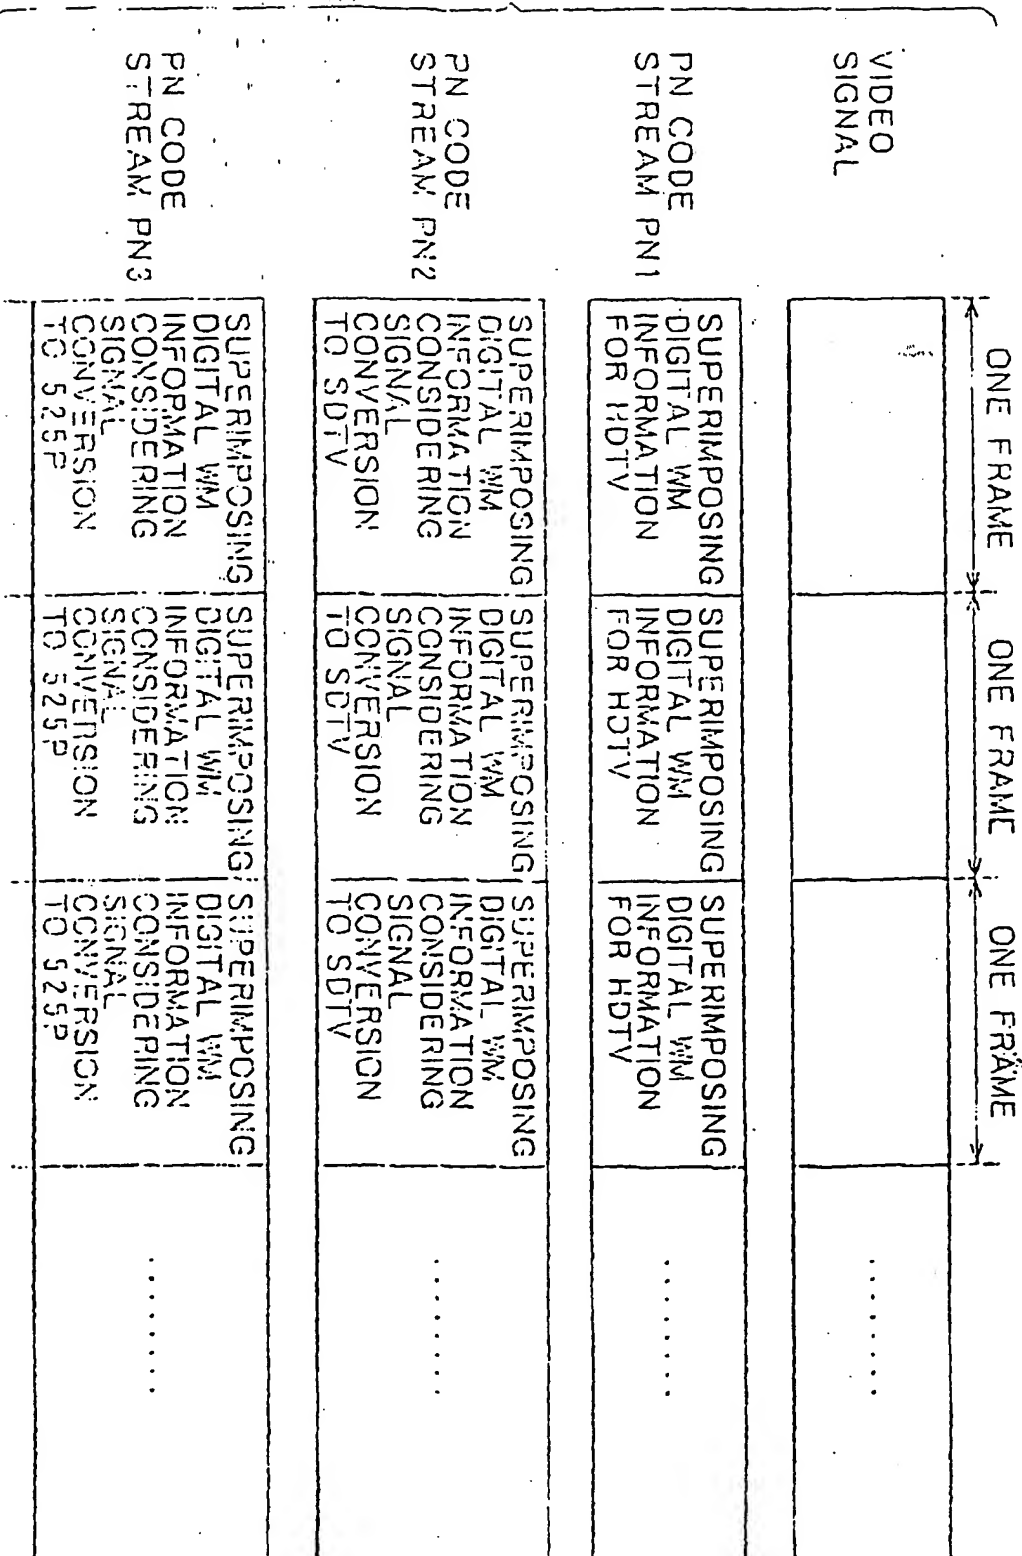 ONE FRAME
ONE FRAME
ONE FRAME
VIDEO
SIGNAL
.......
PN CODE
STREAM PN1
SUPERIMPOSING
DIGITAL WM
INFORMATION
FOR HDTV
SUPERIMPOSING
DIGITAL WM
INFORMATION
FOR HDTV
SUPERIMPOSING
DIGITAL WM
INFORMATION
FOR HDTV
.......
PN CODE
STREAM PN2
SUPERIMPOSING
DIGITAL WM
INFORMATION
CONSIDERING
SIGNAL
CONVERSION
TO SDTV
SUPERIMPOSING
DIGITAL WM
INFORMATION
CONSIDERING
SIGNAL
CONVERSION
TO SDTV
SUPERIMPOSING
DIGITAL WM
INFORMATION
CONSIDERING
SIGNAL
CONVERSION
TO SDTV
.......
PN CODE
STREAM PN3
SUPERIMPOSING
DIGITAL WM
INFORMATION
CONSIDERING
SIGNAL
CONVERSION
TO 525P
SUPERIMPOSING
DIGITAL WM
INFORMATION
CONSIDERING
SIGNAL
CONVERSION
TO 525P
SUPERIMPOSING
DIGITAL WM
INFORMATION
CONSIDERING
SIGNAL
CONVERSION
TO 525P
.......